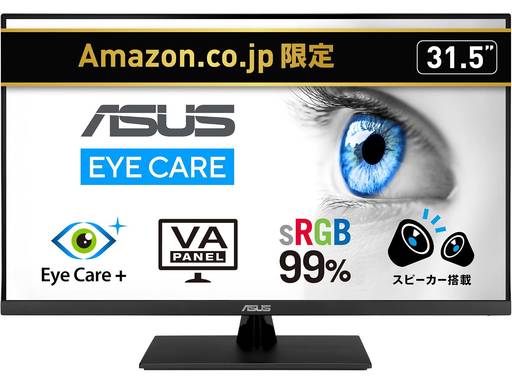 Amazon.co.jp 限定
31.5"
ASUS
EYE CARE
Eye Care +
VA
PANEL
sRGB
99%
スピーカー搭載
ASUS